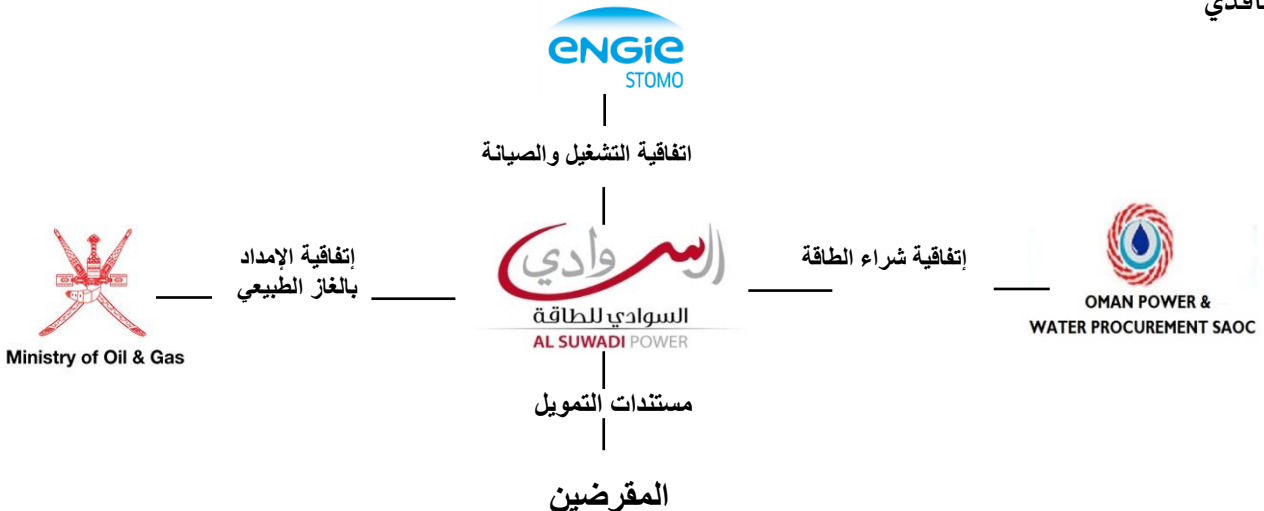 ENGIE
STOMO
اتفاقية التشغيل والصيانة
السوادي
السوادي للطاقة
AL SUWADI POWER
إتفاقية شراء الطاقة
OMAN POWER &
WATER PROCUREMENT SAOC
إتفاقية الإمداد
بالغاز الطبيعي
Ministry of Oil & Gas
مستندات التمويل
المقرضين